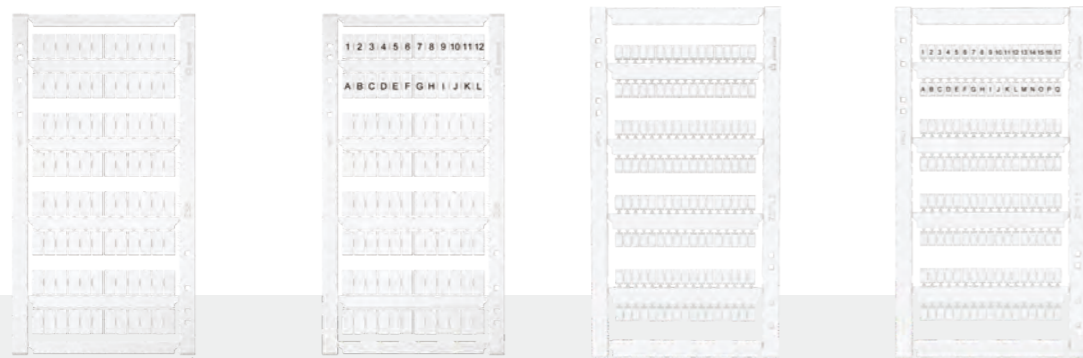 1 2 3 4 5 6 7 8 9 10 11 12
A B C D E F G H I J K L
1 2 3 4 5 6 7 8 9 10 11 12 13 14 15 16 17
A B C D E F G H I J K L M N O P Q